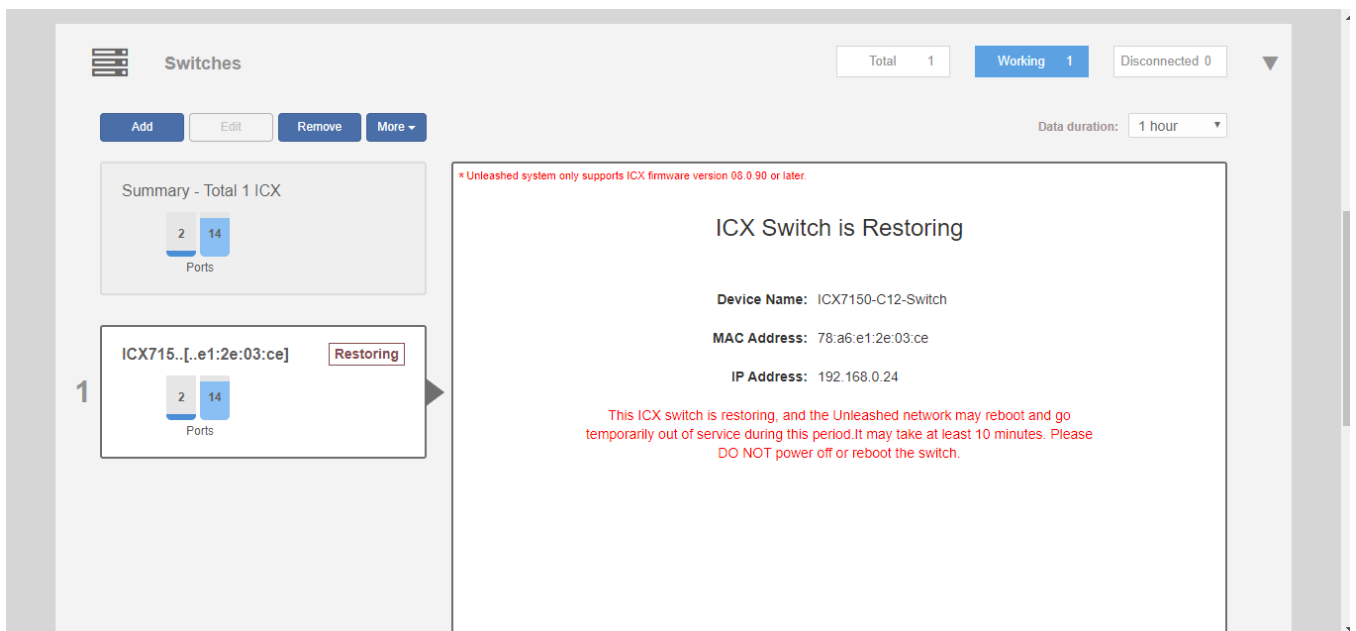 Switches
Total 1
Working 1
Disconnected 0
Add
Edit
Remove
More
Data duration:
1 hour
Summary - Total 1 ICX
2 14
Ports
1
ICX715..[..e1:2e:03:ce]
Restoring
2 14
Ports
* Unleashed system only supports ICX firmware version 08.0.90 or later.
ICX Switch is Restoring
Device Name: ICX7150-C12-Switch
MAC Address: 78:a6:e1:2e:03:ce
IP Address: 192.168.0.24
This ICX switch is restoring, and the Unleashed network may reboot and go
temporarily out of service during this period.It may take at least 10 minutes. Please
DO NOT power off or reboot the switch.